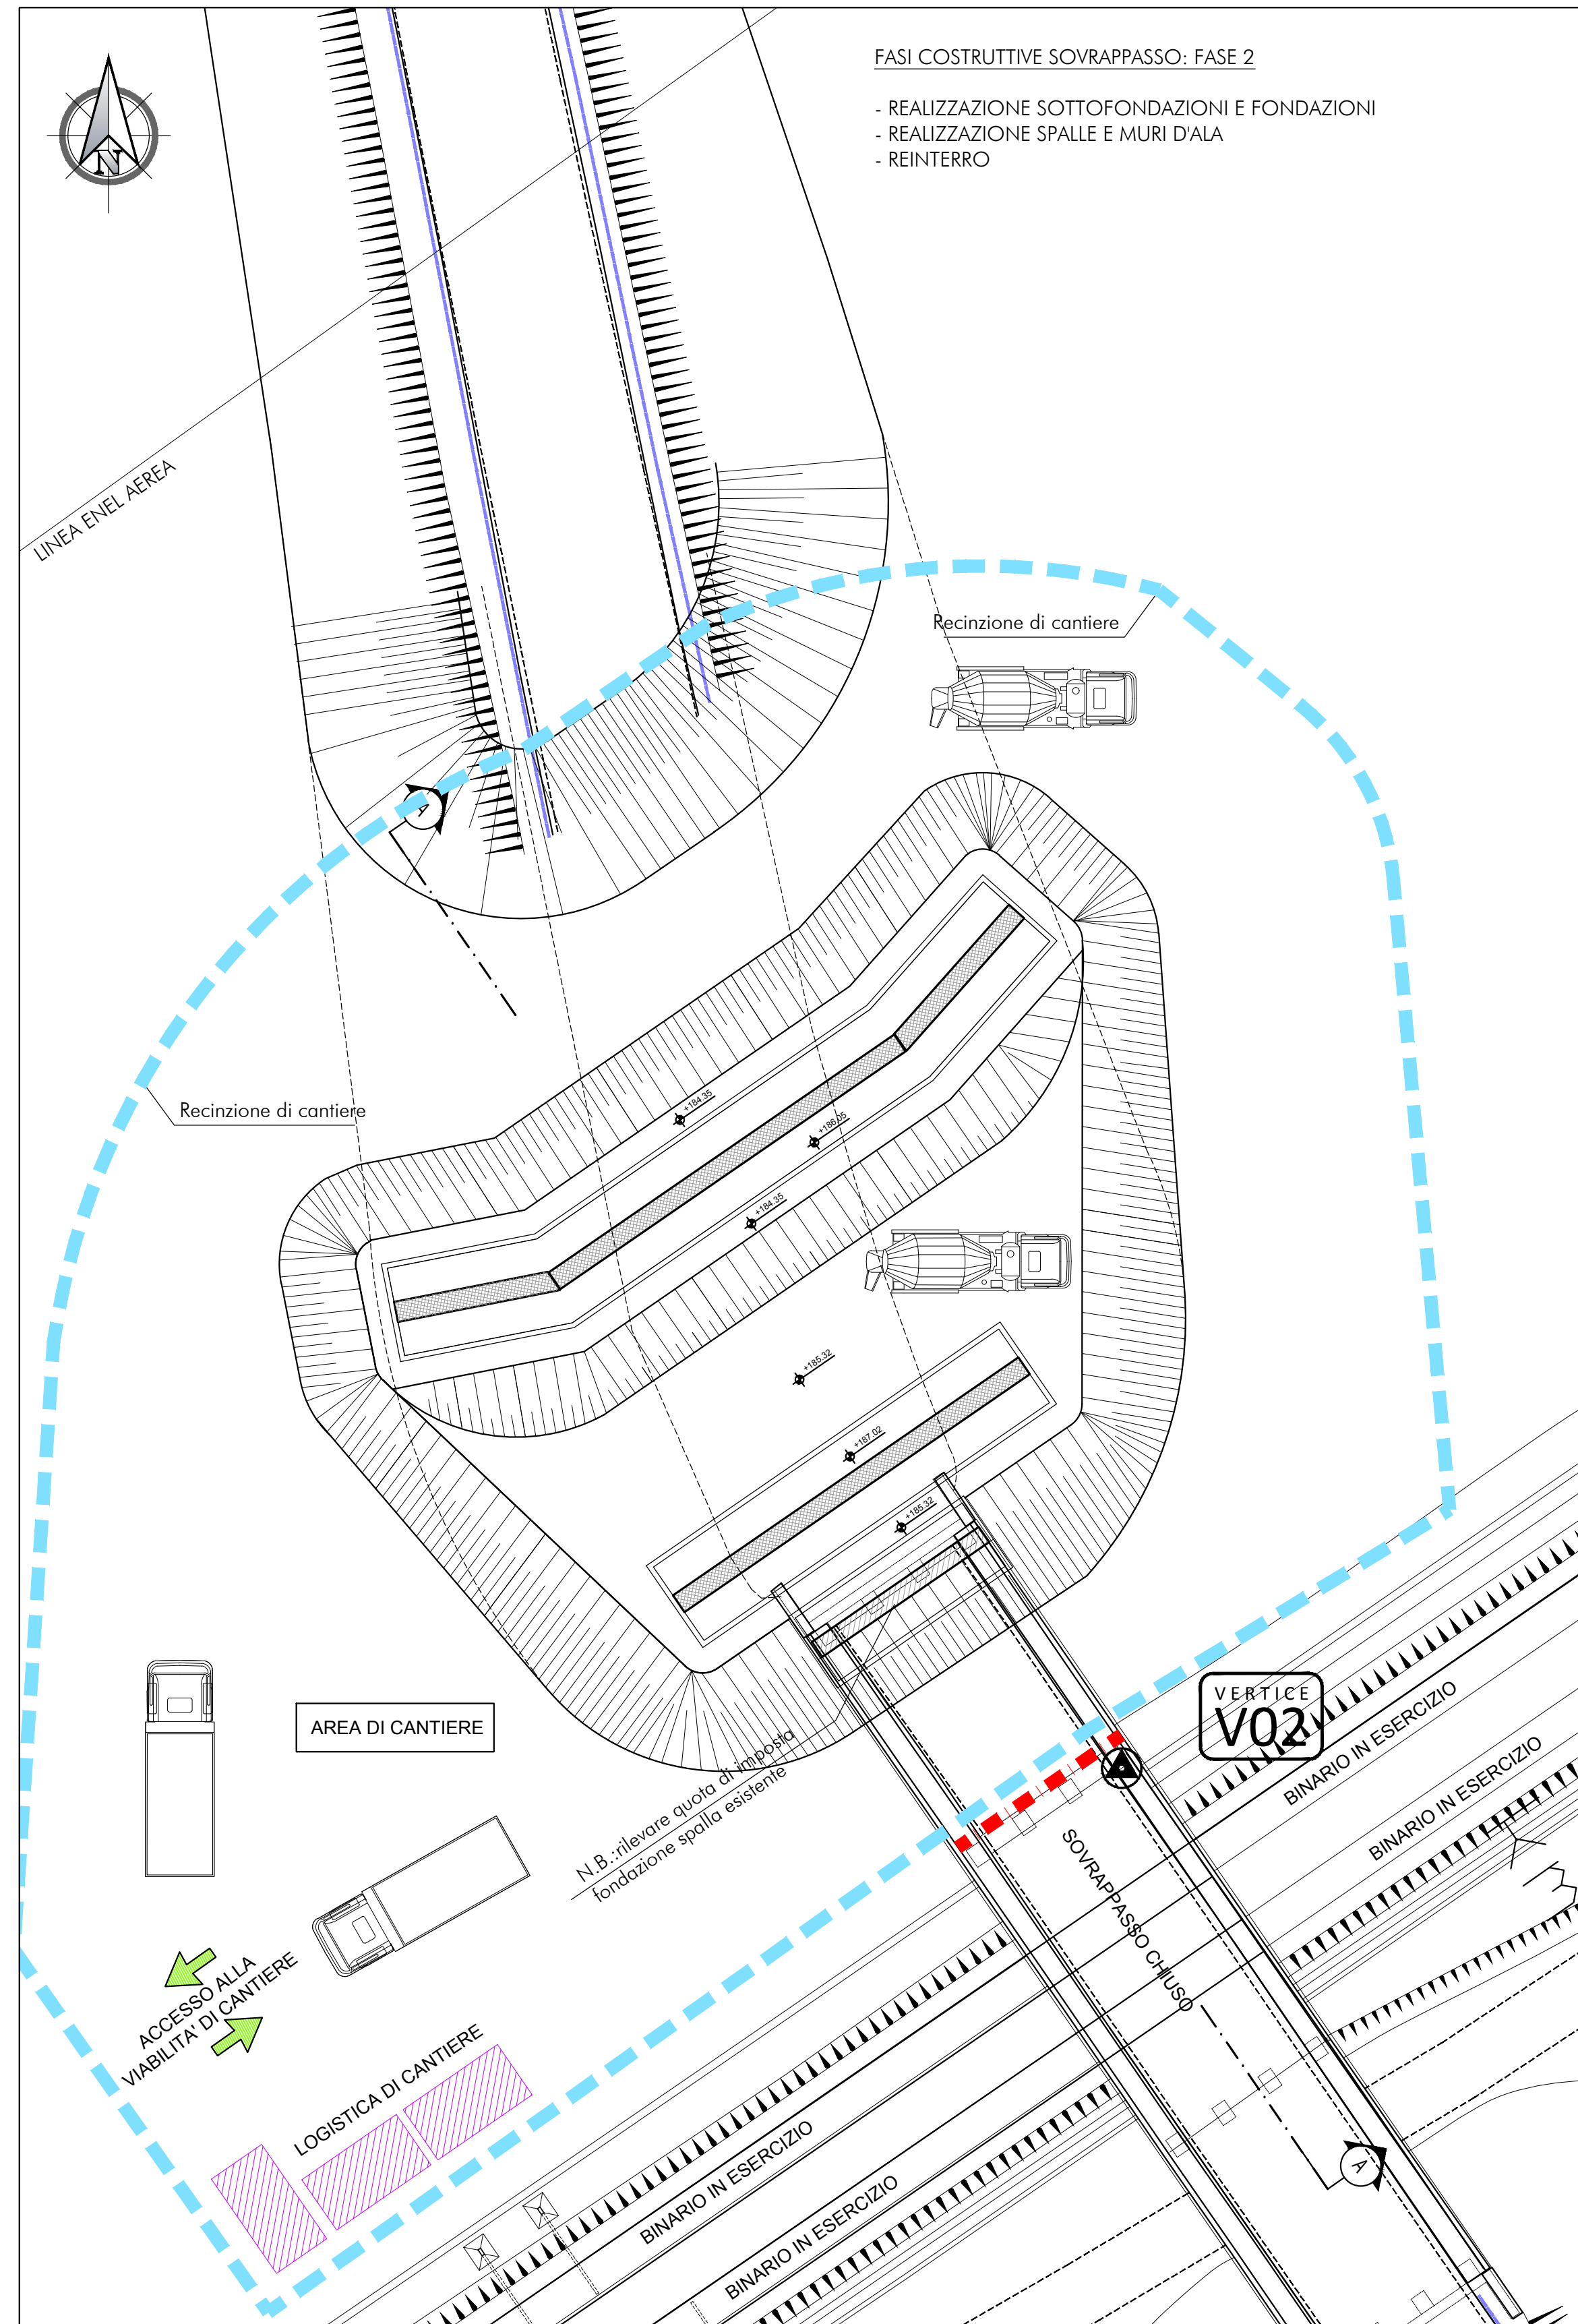 FASI COSTRUTTIVE SOVRAPPASSO: FASE 2
- REALIZZAZIONE SOTTOFONDAZIONI E FONDAZIONI
- REALIZZAZIONE SPALLE E MURI D'ALA
- REINTERRO
N
LINEA ENEL AEREA
Recinzione di cantiere
A
Recinzione di cantiere
+184.35
+186.05
+184.35
+185.32
+187.02
+185.32
AREA DI CANTIERE
N.B.:rilevare quota di imposta
fondazione spalla esistente
VERTICE
V02
BINARIO IN ESERCIZIO
BINARIO IN ESERCIZIO
SOVRAPPASSO CHIUSO
ACCESSO ALLA
VIABILITA' DI CANTIERE
LOGISTICA DI CANTIERE
BINARIO IN ESERCIZIO
BINARIO IN ESERCIZIO
A